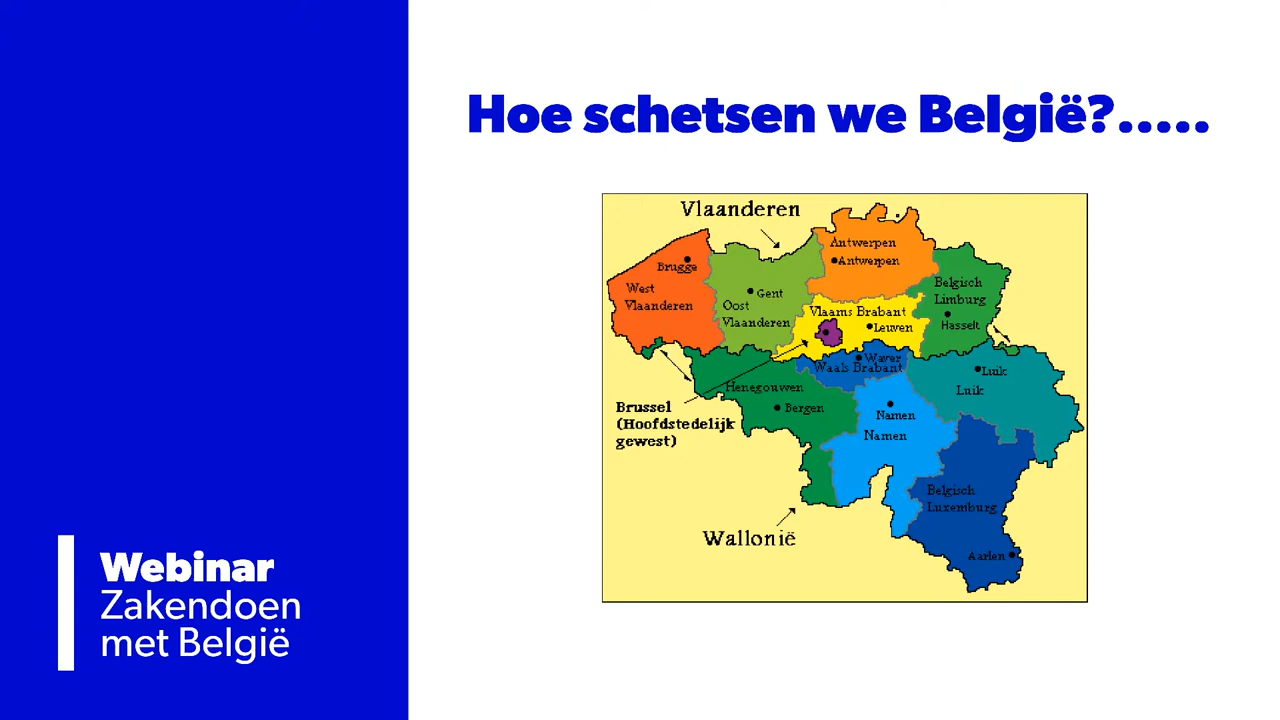 Hoe schetsen we België?.....
Vlaanderen
Antwerpen
Antwerpen
Brugge
West
Vlaanderen
Gent
Oost
Vlaanderen
Belgisch
Limburg
Hasselt
Vlaams Brabant
Leuven
Waver
Waals Brabant
Luik
Luik
Henegouwen
Bergen
Brussel
(Hoofdstedelijk
gewest)
Namen
Namen
Belgisch
Luxemburg
Aarlen
Wallonië
Webinar
Zakendoen
met België